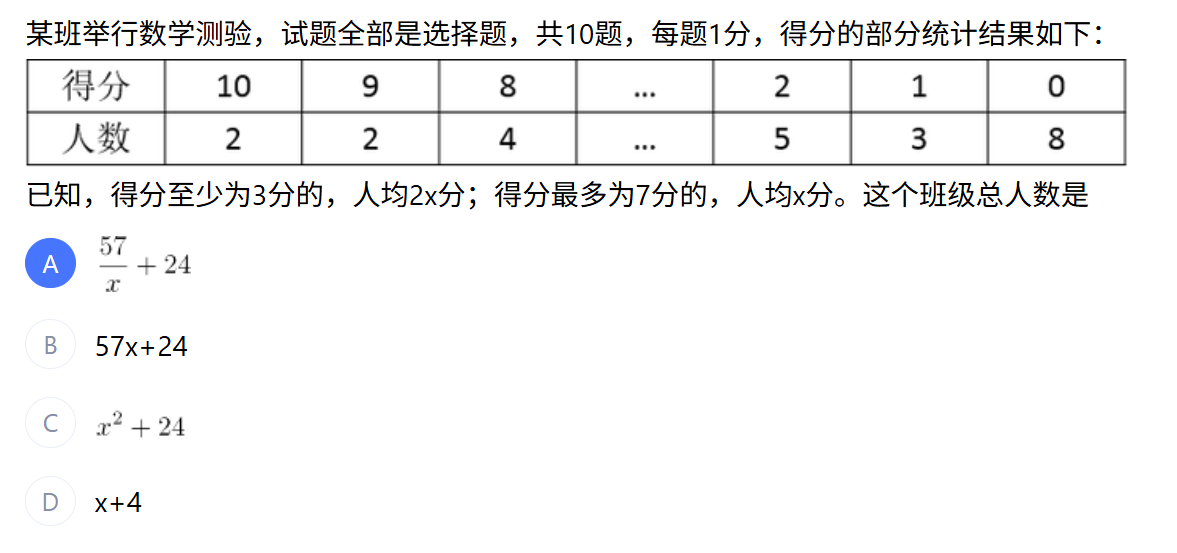 某班举行数学测验，试题全部是选择题，共10题，每题1分，得分的部分统计结果如下：
得分 10 9 8 ... 2 1 0
人数 2 2 4 ... 5 3 8
已知，得分至少为3分的，人均2x分；得分最多为7分的，人均x分。这个班级总人数是
A \frac{57}{x} + 24
B 57x+24
C x² + 24
D x+4